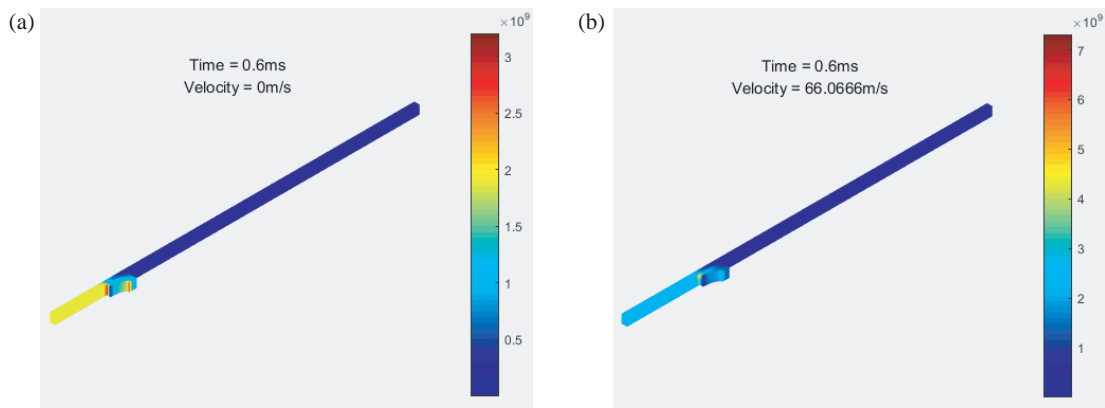 (a)
×10⁹
Time = 0.6ms
Velocity = 0m/s
3
2.5
2
1.5
1
0.5
(b)
×10⁹
Time = 0.6ms
Velocity = 66.0666m/s
7
6
5
4
3
2
1